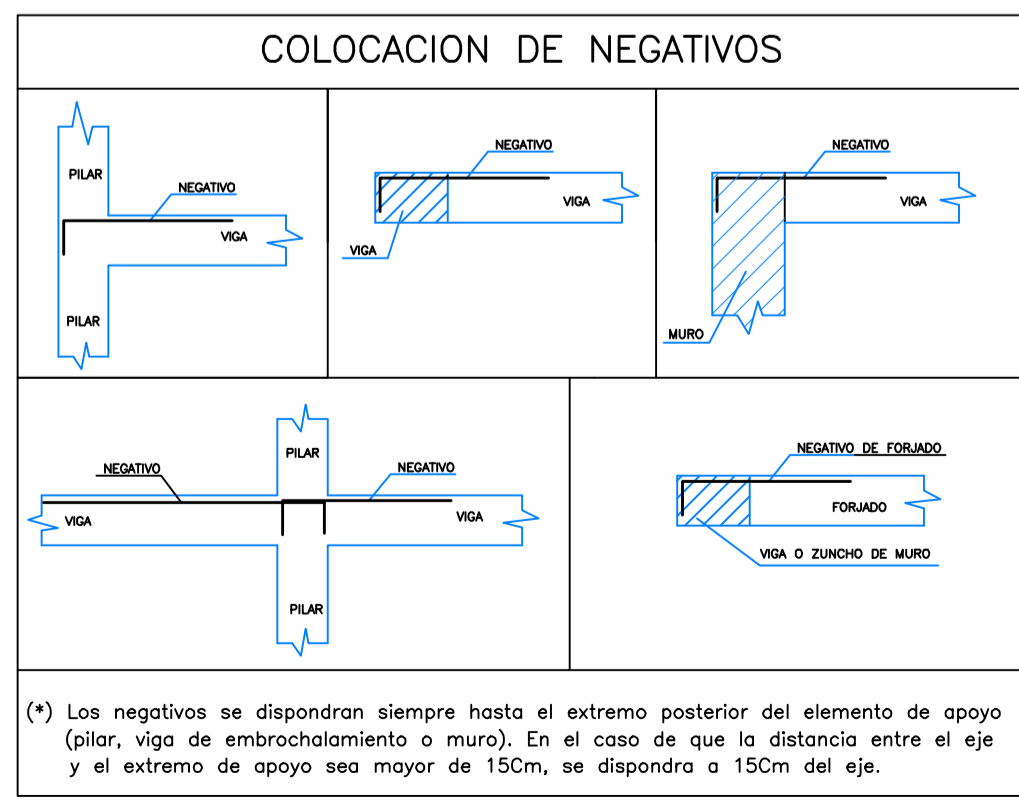 COLOCACION DE NEGATIVOS
PILAR
NEGATIVO
VIGA
PILAR
NEGATIVO
VIGA
VIGA
NEGATIVO
VIGA
MURO
PILAR
NEGATIVO
NEGATIVO
VIGA
VIGA
PILAR
NEGATIVO DE FORJADO
FORJADO
VIGA O ZUNCHO DE MURO
(*) Los negativos se dispondran siempre hasta el extremo posterior del elemento de apoyo
(pilar, viga de embrochalamiento o muro). En el caso de que la distancia entre el eje
y el extremo de apoyo sea mayor de 15Cm, se dispondra a 15Cm del eje.